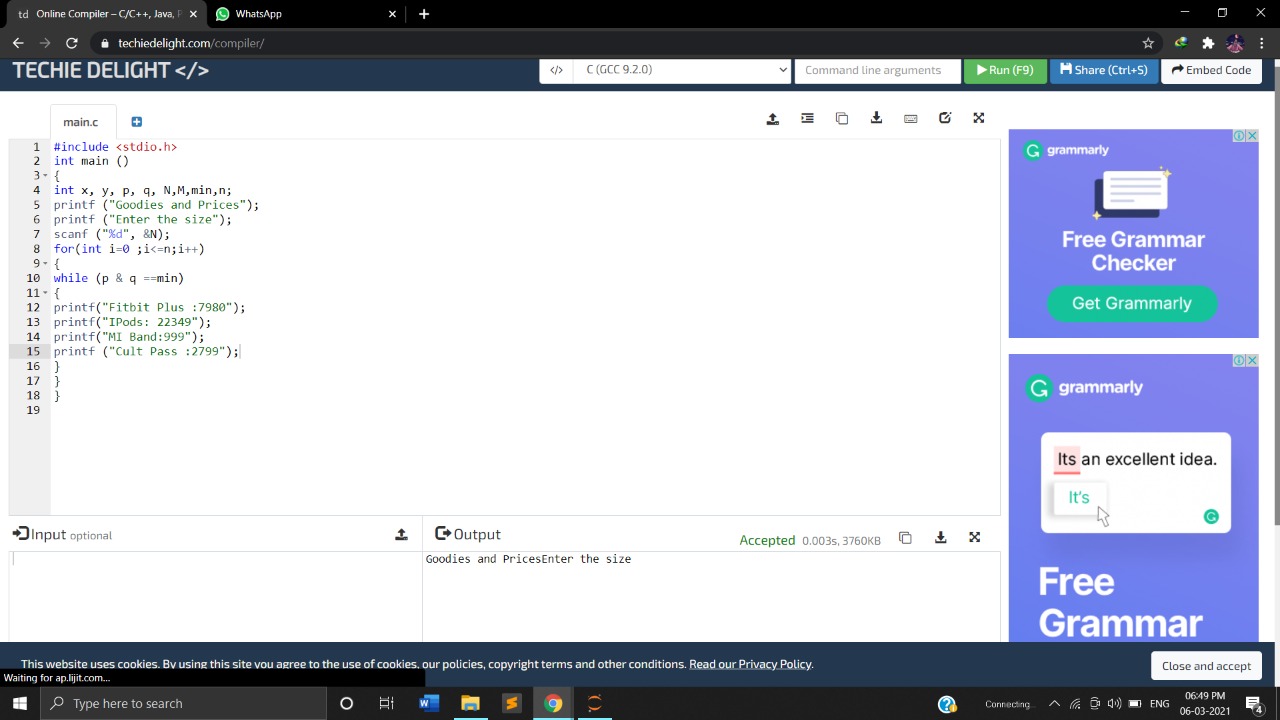 td Online Compiler – C/C++, Java, P
WhatsApp
techiedelight.com/compiler/
TECHIE DELIGHT </>
</> C (GCC 9.2.0)
Command line arguments
Run (F9)
Share (Ctrl+S)
Embed Code
main.c
1 #include <stdio.h>
2 int main ()
3 {
4 int x, y, p, q, N,M,min,n;
5 printf ("Goodies and Prices");
6 printf ("Enter the size");
7 scanf ("%d", &N);
8 for(int i=0 ;i<=n;i++)
9 {
10 while (p & q ==min)
11 {
12 printf("Fitbit Plus :7980");
13 printf("IPods: 22349");
14 printf("MI Band:999");
15 printf ("Cult Pass :2799");
16 }
17 }
18 }
19
Input optional
Output
Accepted 0.003s, 3760KB
Goodies and PricesEnter the size
grammarly
Free Grammar
Checker
Get Grammarly
grammarly
Its an excellent idea.
It's
Free
Grammar
This website uses cookies. By using this site you agree to the use of cookies, our policies, copyright terms and other conditions. Read our Privacy Policy.
Close and accept
Waiting for ap.lijit.com...
Type here to search
Connecting...
ENG
06:49 PM
06-03-2021
4